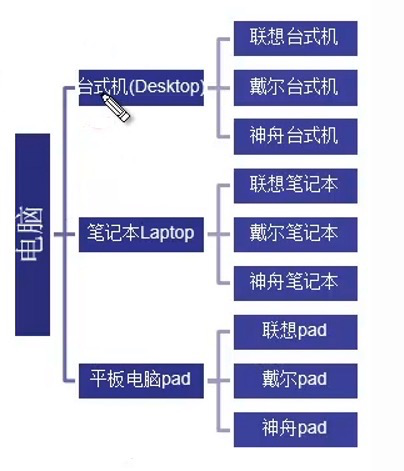 电脑
台式机(Desktop)
联想台式机
戴尔台式机
神舟台式机
笔记本Laptop
联想笔记本
戴尔笔记本
神舟笔记本
平板电脑pad
联想pad
戴尔pad
神舟pad